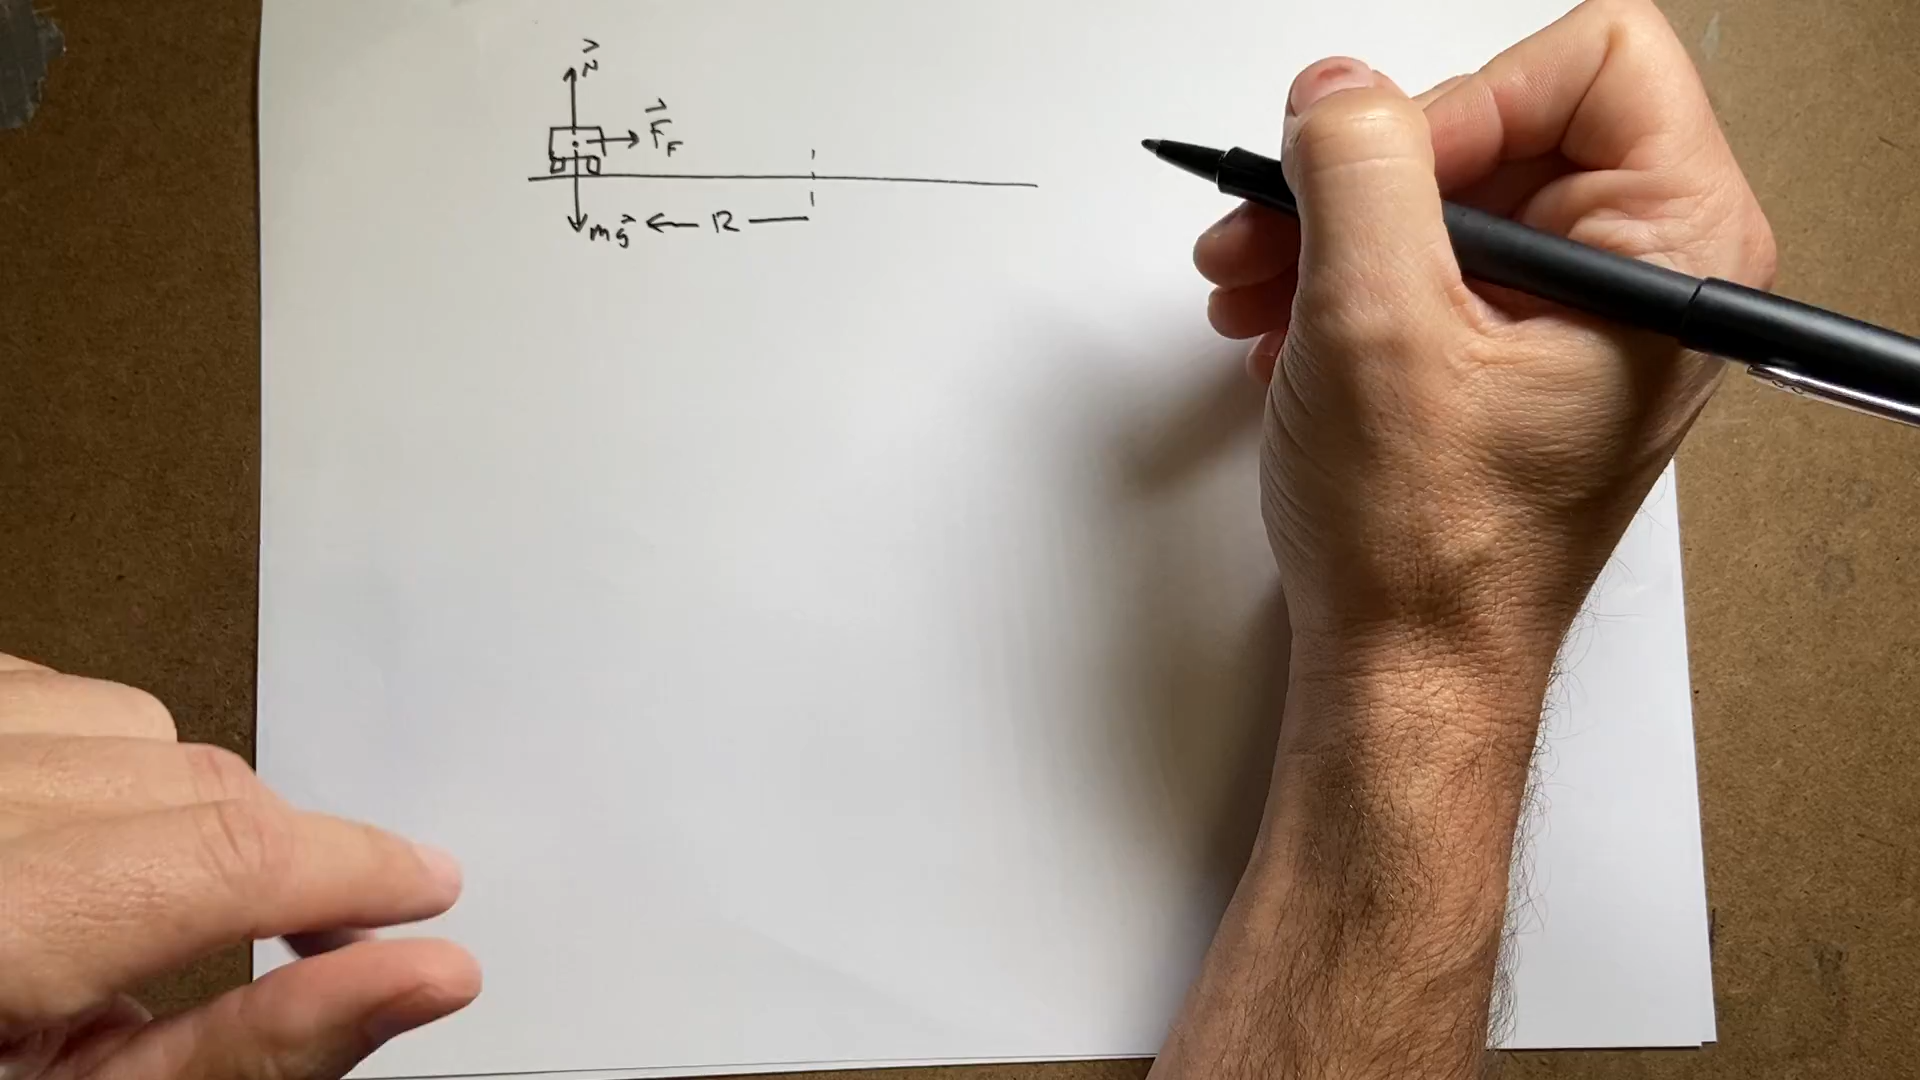 N⃗
F⃗F
mg⃗ ← R —